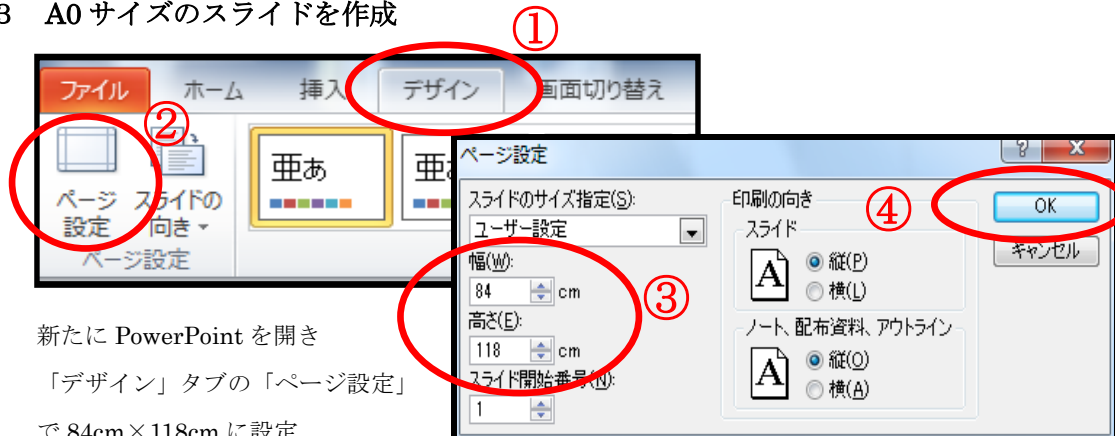 3 A0 サイズのスライドを作成
①
ファイル ホーム 挿入 デザイン 画面切り替え
②
亜あ 亜
ページ設定
スライドの向き
ページ設定
ページ設定
スライドのサイズ指定(S):
ユーザー設定
幅(W):
84 cm
高さ(E):
118 cm
スライド開始番号(N):
1
③
印刷の向き
スライド
A
縦(P)
横(L)
ノート、配布資料、アウトライン
A
縦(O)
横(A)
④
OK
キャンセル
新たに PowerPoint を開き
「デザイン」タブの「ページ設定」
で 84cm×118cm に設定